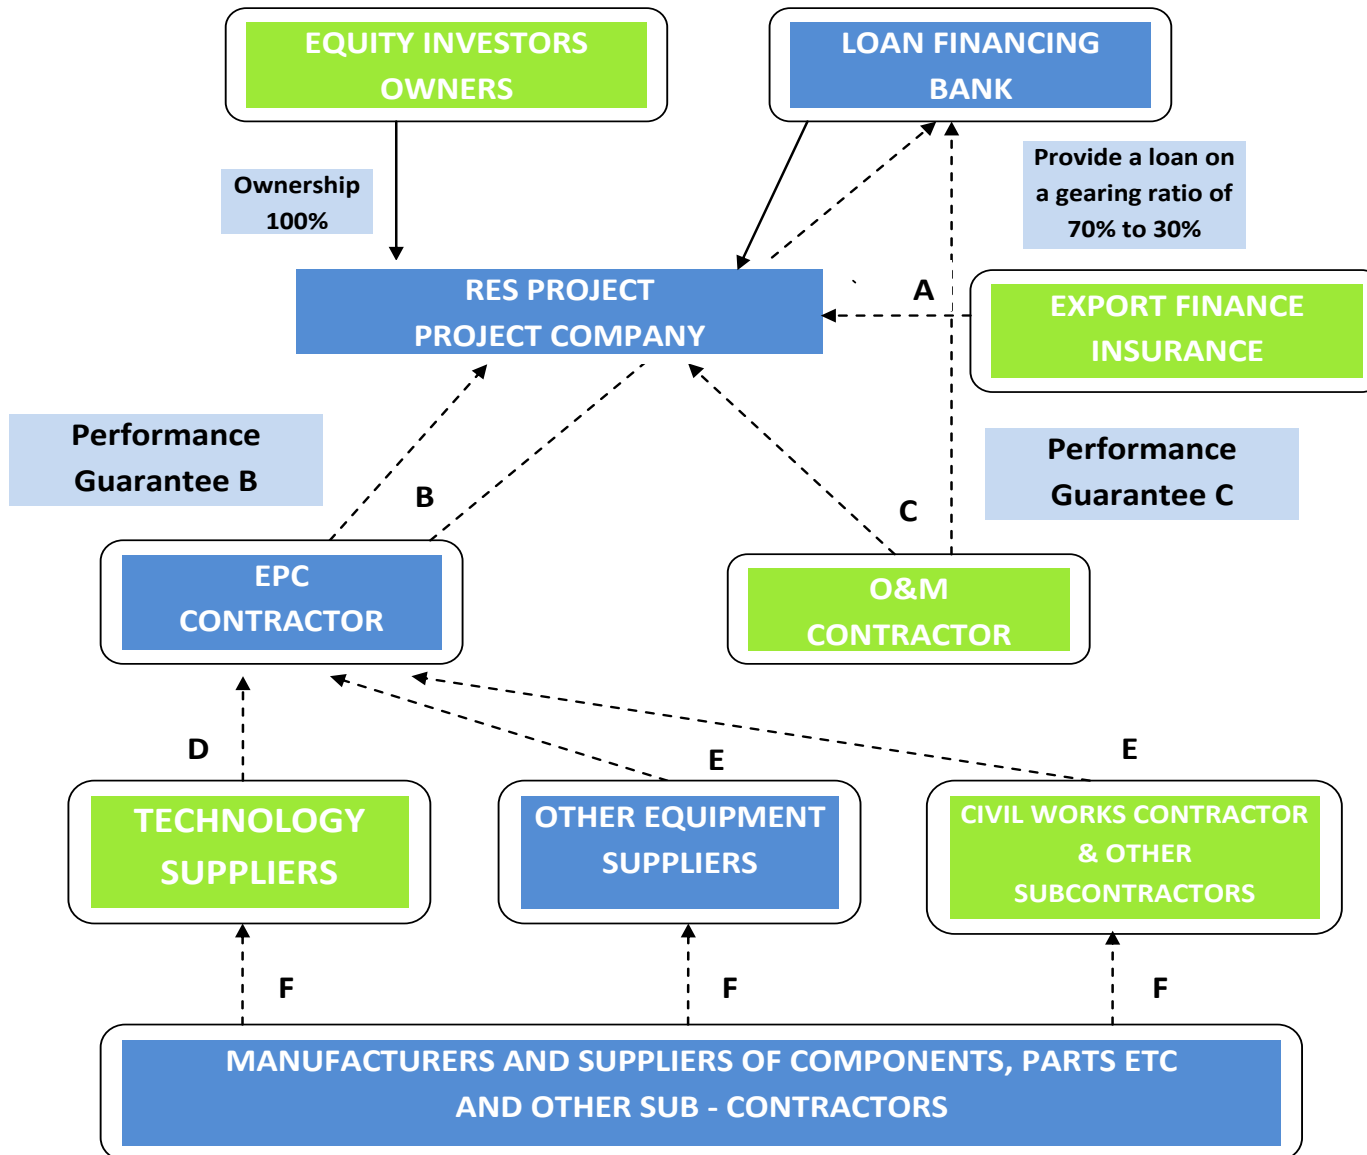 EQUITY INVESTORS
OWNERS
LOAN FINANCING
BANK
Ownership
100%
Provide a loan on
a gearing ratio of
70% to 30%
RES PROJECT
PROJECT COMPANY
A
EXPORT FINANCE
INSURANCE
Performance
Guarantee B
B
C
Performance
Guarantee C
EPC
CONTRACTOR
O&M
CONTRACTOR
D
E
E
TECHNOLOGY
SUPPLIERS
OTHER EQUIPMENT
SUPPLIERS
CIVIL WORKS CONTRACTOR
& OTHER
SUBCONTRACTORS
F
F
F
MANUFACTURERS AND SUPPLIERS OF COMPONENTS, PARTS ETC
AND OTHER SUB - CONTRACTORS